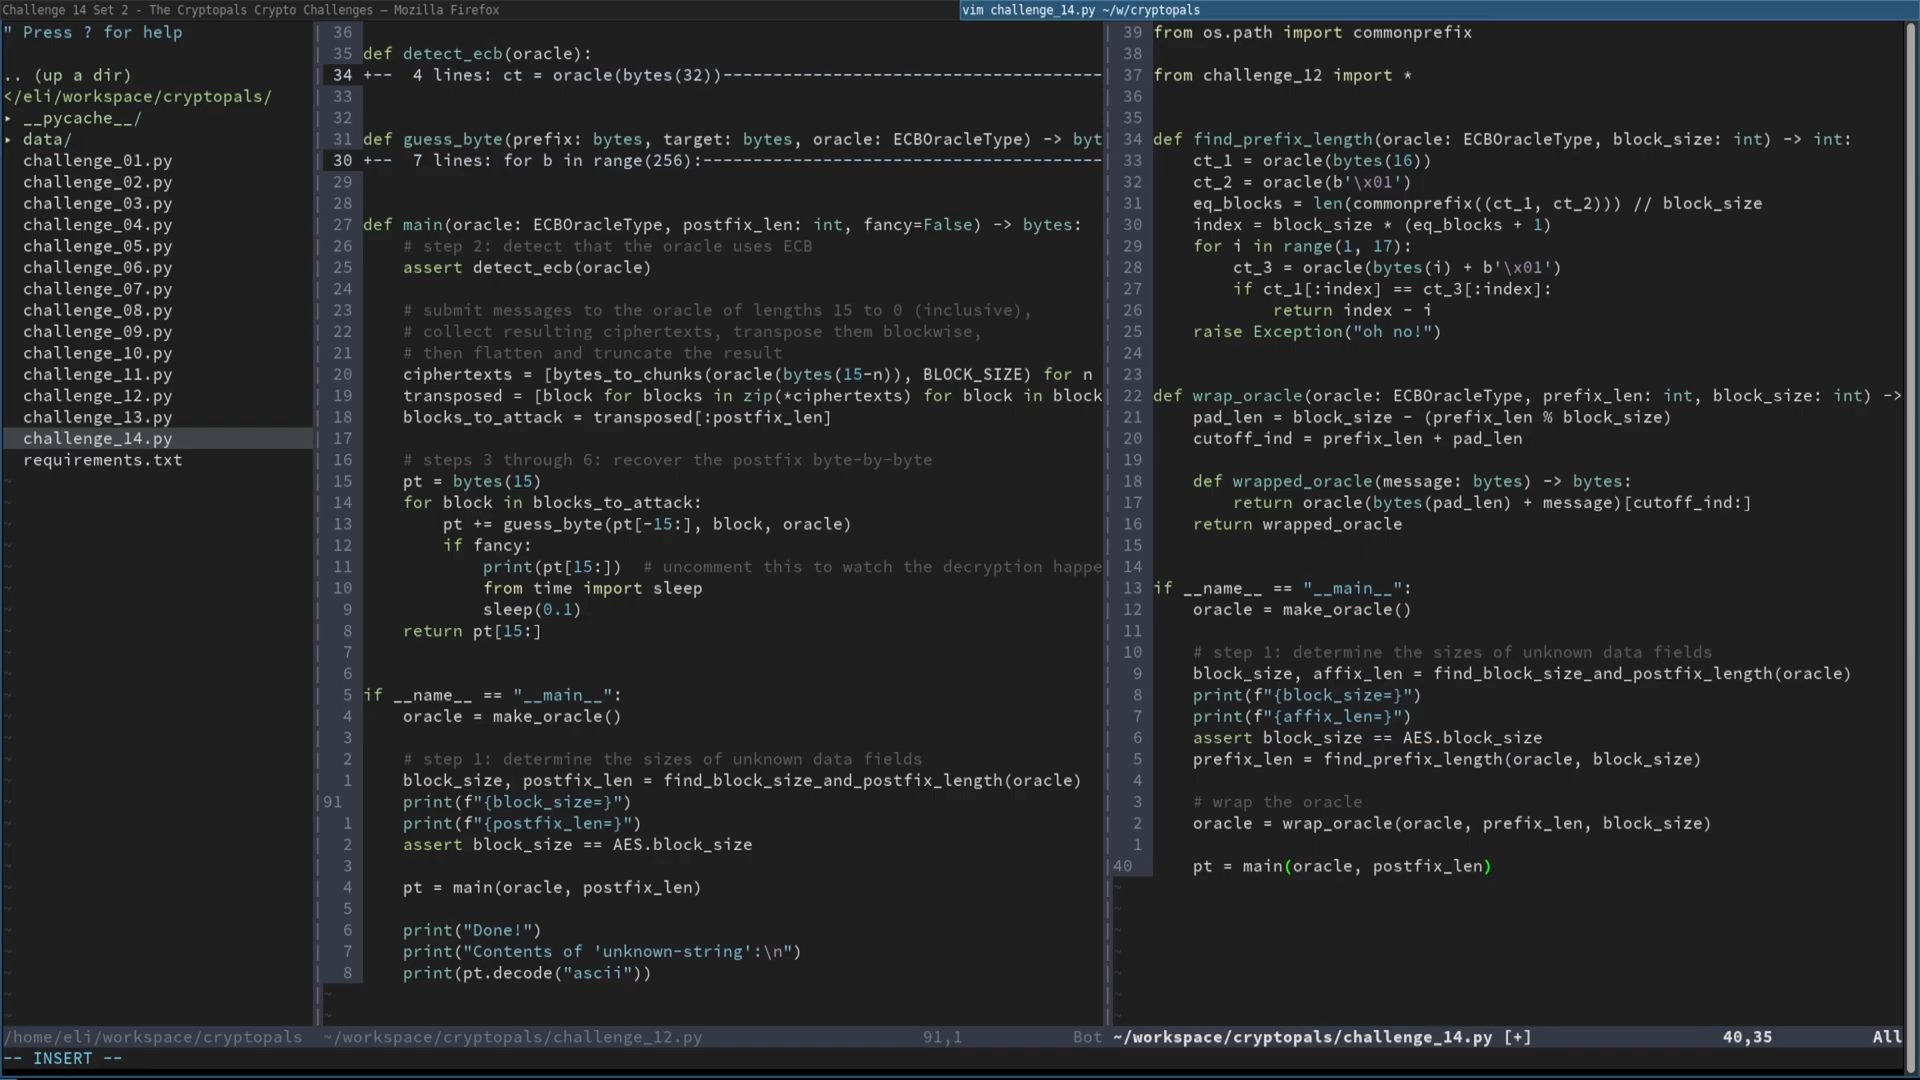 Challenge 14 Set 2 - The Cryptopals Crypto Challenges — Mozilla Firefox
vim challenge_14.py ~/w/cryptopals
" Press ? for help
.. (up a dir)
</eli/workspace/cryptopals/
▸ __pycache__/
▸ data/
challenge_01.py
challenge_02.py
challenge_03.py
challenge_04.py
challenge_05.py
challenge_06.py
challenge_07.py
challenge_08.py
challenge_09.py
challenge_10.py
challenge_11.py
challenge_12.py
challenge_13.py
challenge_14.py
requirements.txt
36
35 def detect_ecb(oracle):
34 +--  4 lines: ct = oracle(bytes(32))--------------------------------------
33
32
31 def guess_byte(prefix: bytes, target: bytes, oracle: ECBOracleType) -> byt
30 +--  7 lines: for b in range(256):----------------------------------------
29
28
27 def main(oracle: ECBOracleType, postfix_len: int, fancy=False) -> bytes:
26     # step 2: detect that the oracle uses ECB
25     assert detect_ecb(oracle)
24
23     # submit messages to the oracle of lengths 15 to 0 (inclusive),
22     # collect resulting ciphertexts, transpose them blockwise,
21     # then flatten and truncate the result
20     ciphertexts = [bytes_to_chunks(oracle(bytes(15-n)), BLOCK_SIZE) for n
19     transposed = [block for blocks in zip(*ciphertexts) for block in block
18     blocks_to_attack = transposed[:postfix_len]
17
16     # steps 3 through 6: recover the postfix byte-by-byte
15     pt = bytes(15)
14     for block in blocks_to_attack:
13         pt += guess_byte(pt[-15:], block, oracle)
12         if fancy:
11             print(pt[15:])  # uncomment this to watch the decryption happe
10             from time import sleep
9             sleep(0.1)
8     return pt[15:]
7
6
5 if __name__ == "__main__":
4     oracle = make_oracle()
3
2     # step 1: determine the sizes of unknown data fields
1     block_size, postfix_len = find_block_size_and_postfix_length(oracle)
91     print(f"{block_size=}")
1     print(f"{postfix_len=}")
2     assert block_size == AES.block_size
3
4     pt = main(oracle, postfix_len)
5
6     print("Done!")
7     print("Contents of 'unknown-string':\n")
8     print(pt.decode("ascii"))
39 from os.path import commonprefix
38
37 from challenge_12 import *
36
35
34 def find_prefix_length(oracle: ECBOracleType, block_size: int) -> int:
33     ct_1 = oracle(bytes(16))
32     ct_2 = oracle(b'\x01')
31     eq_blocks = len(commonprefix((ct_1, ct_2))) // block_size
30     index = block_size * (eq_blocks + 1)
29     for i in range(1, 17):
28         ct_3 = oracle(bytes(i) + b'\x01')
27         if ct_1[:index] == ct_3[:index]:
26             return index - i
25     raise Exception("oh no!")
24
23
22 def wrap_oracle(oracle: ECBOracleType, prefix_len: int, block_size: int) ->
21     pad_len = block_size - (prefix_len % block_size)
20     cutoff_ind = prefix_len + pad_len
19
18     def wrapped_oracle(message: bytes) -> bytes:
17         return oracle(bytes(pad_len) + message)[cutoff_ind:]
16     return wrapped_oracle
15
14
13 if __name__ == "__main__":
12     oracle = make_oracle()
11
10     # step 1: determine the sizes of unknown data fields
9     block_size, affix_len = find_block_size_and_postfix_length(oracle)
8     print(f"{block_size=}")
7     print(f"{affix_len=}")
6     assert block_size == AES.block_size
5     prefix_len = find_prefix_length(oracle, block_size)
4
3     # wrap the oracle
2     oracle = wrap_oracle(oracle, prefix_len, block_size)
1
40     pt = main(oracle, postfix_len)
/home/eli/workspace/cryptopals
~/workspace/cryptopals/challenge_12.py 91,1 Bot
~/workspace/cryptopals/challenge_14.py [+] 40,35 All
-- INSERT --